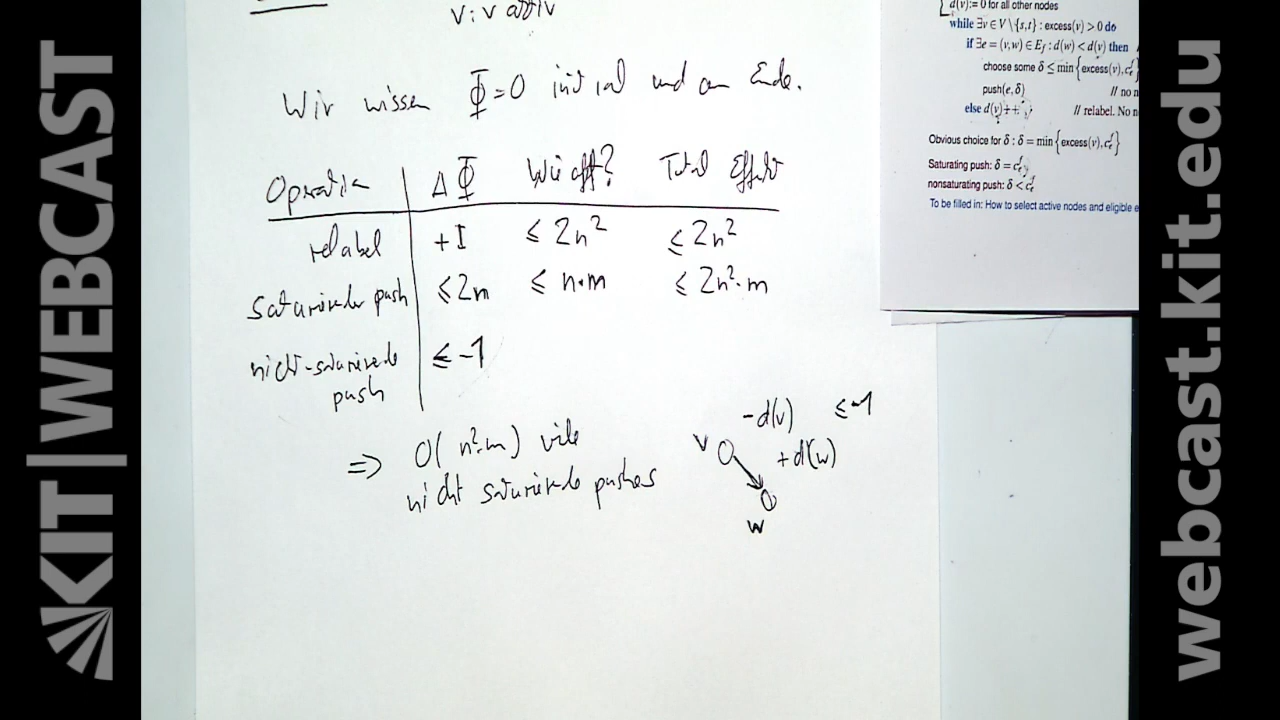 v: v aktiv
Wir wissen Φ=0 initial und am Ende.
Operation ΔΦ Wie oft? Total Effekt
relabel +1 ≤ 2n² ≤ 2n²
saturierender push ≤ 2n ≤ n·m ≤ 2n²·m
nicht-saturierende push ≤ -1
⇒ O(n²·m) viele
nicht saturierende pushes
-d(v) ≤ -1
v
+d(w)
w
d(v):= 0 for all other nodes
while ∃v ∈ V \ {s,t} : excess(v) > 0 do
if ∃e = (v,w) ∈ E_f : d(w) < d(v) then
choose some δ ≤ min{excess(v), c_e^f}
push(e, δ) // no n
else d(v)++ // relabel. No n
Obvious choice for δ : δ = min{excess(v), c_e^f}
Saturating push: δ = c_e^f
nonsaturating push: δ < c_e^f
To be filled in: How to select active nodes and eligible e
KIT|WEBCAST
webcast.kit.edu